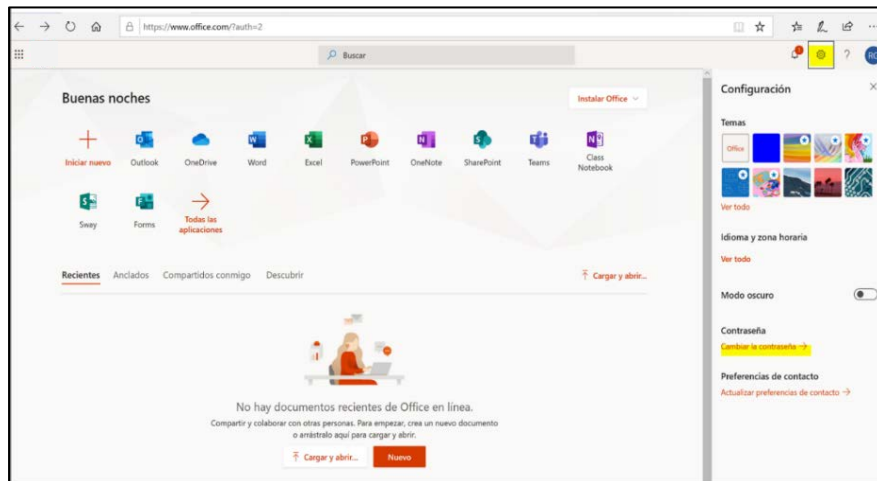 https://www.office.com/?auth=2
Buscar
?
RO
Buenas noches
Instalar Office
Iniciar nuevo
Outlook
OneDrive
Word
Excel
PowerPoint
OneNote
SharePoint
Teams
Class
Notebook
Sway
Forms
Todas las
aplicaciones
Recientes Anclados Compartidos conmigo Descubrir
Cargar y abrir...
No hay documentos recientes de Office en línea.
Compartir y colaborar con otras personas. Para empezar, crea un nuevo documento
o arrástralo aquí para cargar y abrir.
Cargar y abrir...
Nuevo
Configuración
Temas
Office
Ver todo
Idioma y zona horaria
Ver todo
Modo oscuro
Contraseña
Cambiar la contraseña →
Preferencias de contacto
Actualizar preferencias de contacto →